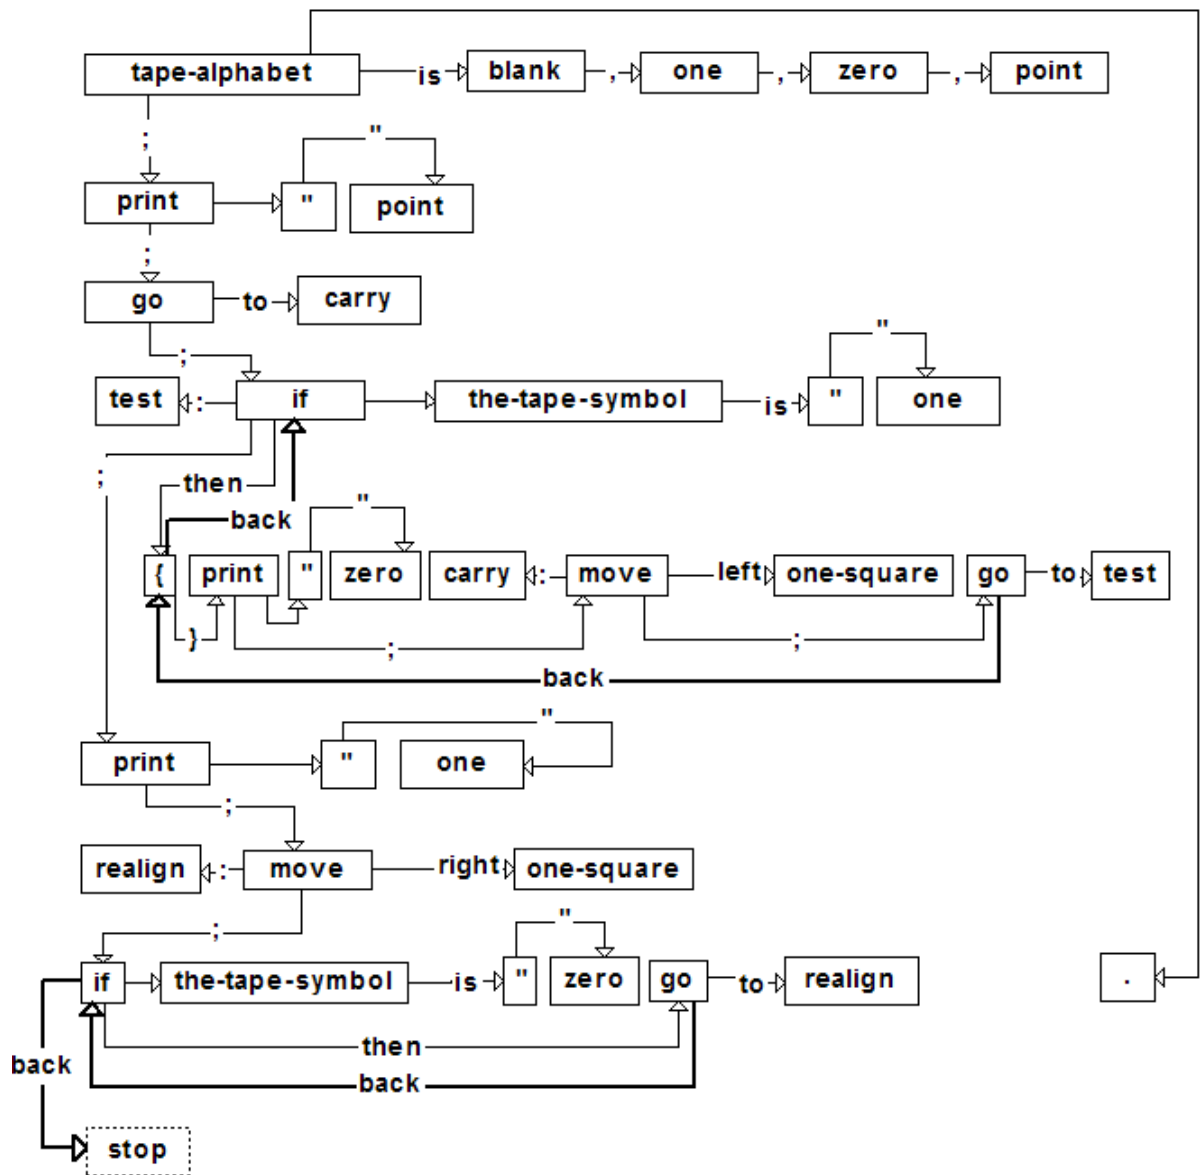 tape-alphabet is blank , one , zero , point
;
"
print " point
;
go to carry
;
"
test : if the-tape-symbol is " one
;
then
back
"
{ print " zero carry : move left one-square go to test
}
;
;
back
"
print " one
;
realign : move right one-square
;
"
if the-tape-symbol is " zero go to realign .
then
back
back
stop